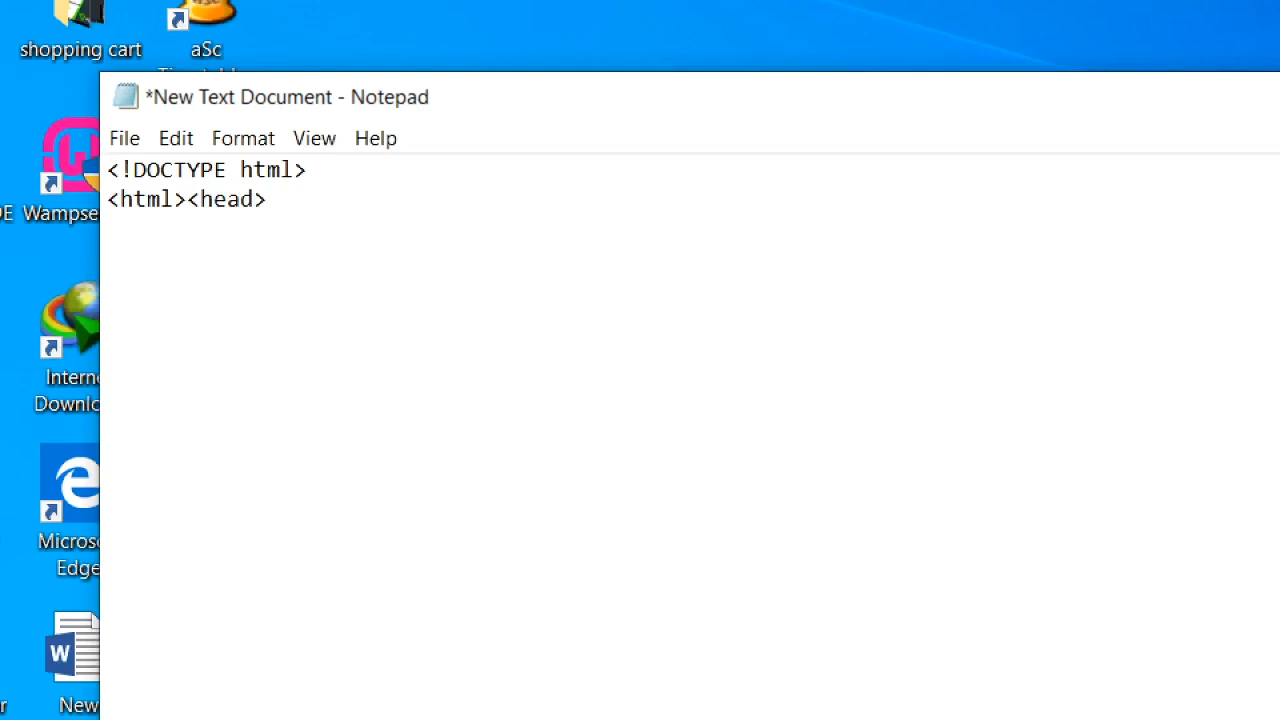 shopping cart
aSc
*New Text Document - Notepad
File Edit Format View Help
<!DOCTYPE html>
<html><head>
Wampse
Interne
Downlo
Microso
Edge
W
New